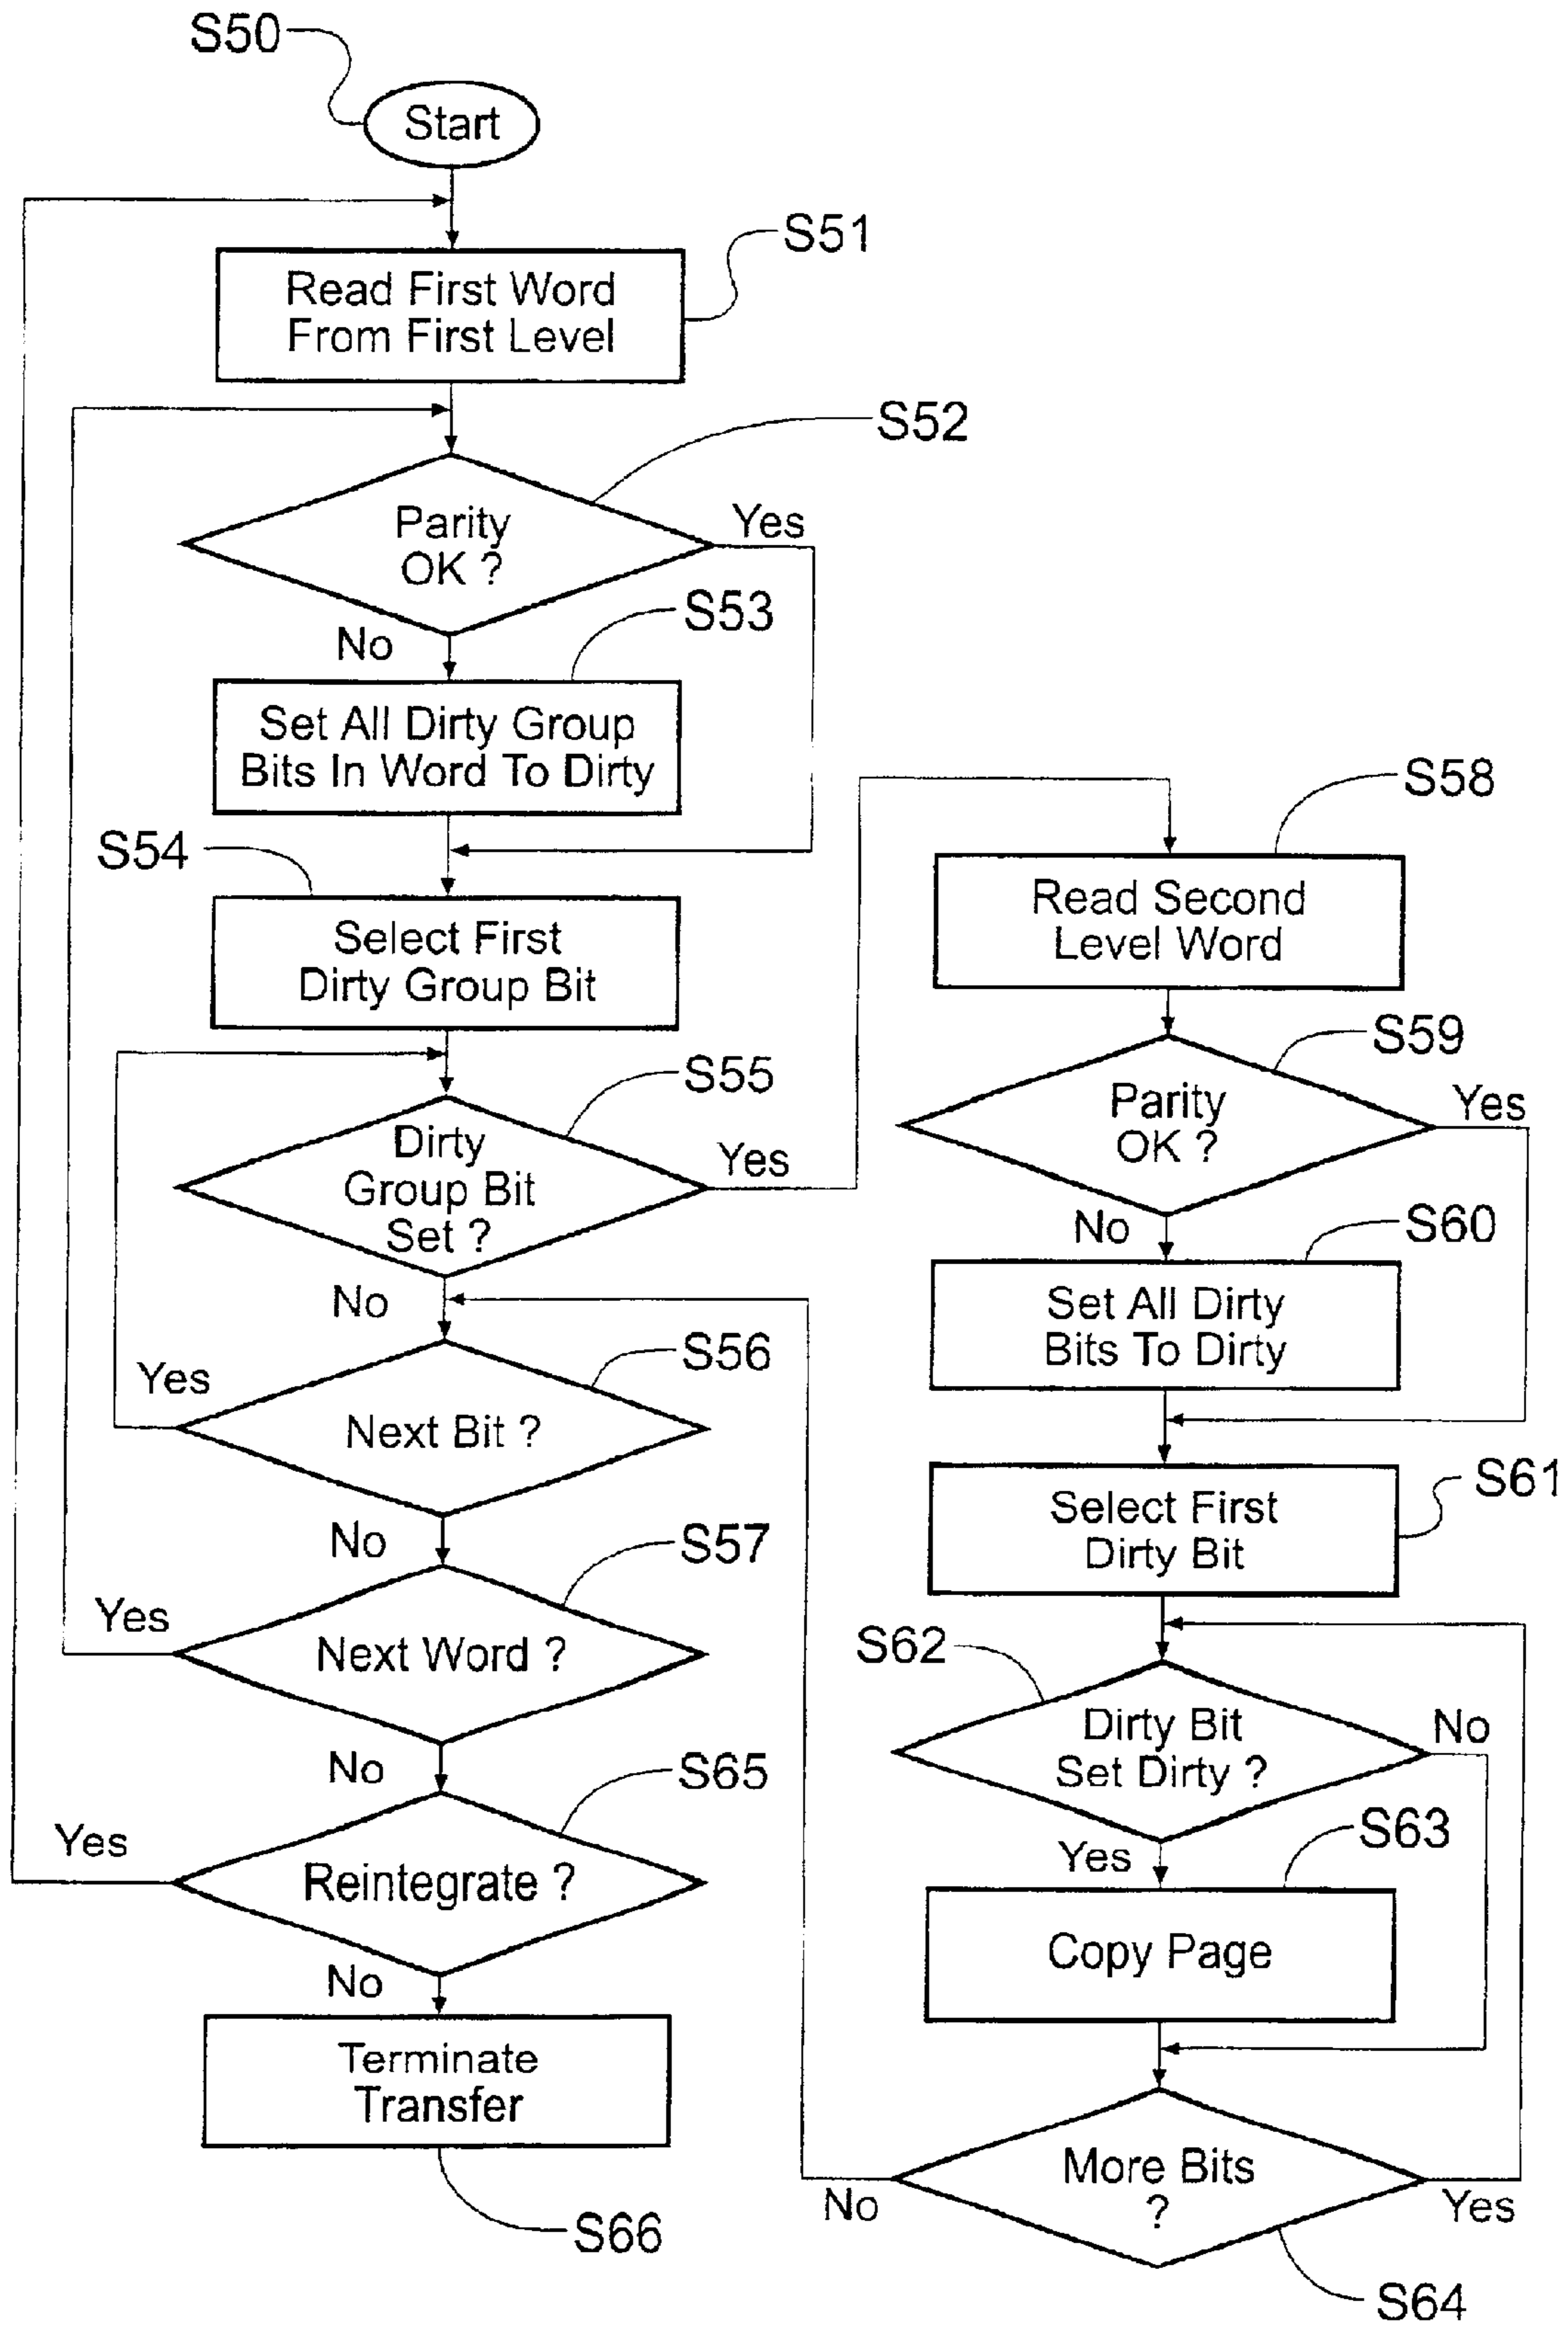 S50
Start
S51
Read First Word
From First Level
S52
Parity
OK ?
Yes
No
S53
Set All Dirty Group
Bits In Word To Dirty
S54
Select First
Dirty Group Bit
S55
Dirty
Group Bit
Set ?
Yes
No
S56
Next Bit ?
Yes
No
S57
Next Word ?
Yes
No
S65
Reintegrate ?
Yes
No
Terminate
Transfer
S66
S58
Read Second
Level Word
S59
Parity
OK ?
Yes
No
S60
Set All Dirty
Bits To Dirty
S61
Select First
Dirty Bit
S62
Dirty Bit
Set Dirty ?
No
Yes
S63
Copy Page
More Bits
?
No
Yes
S64